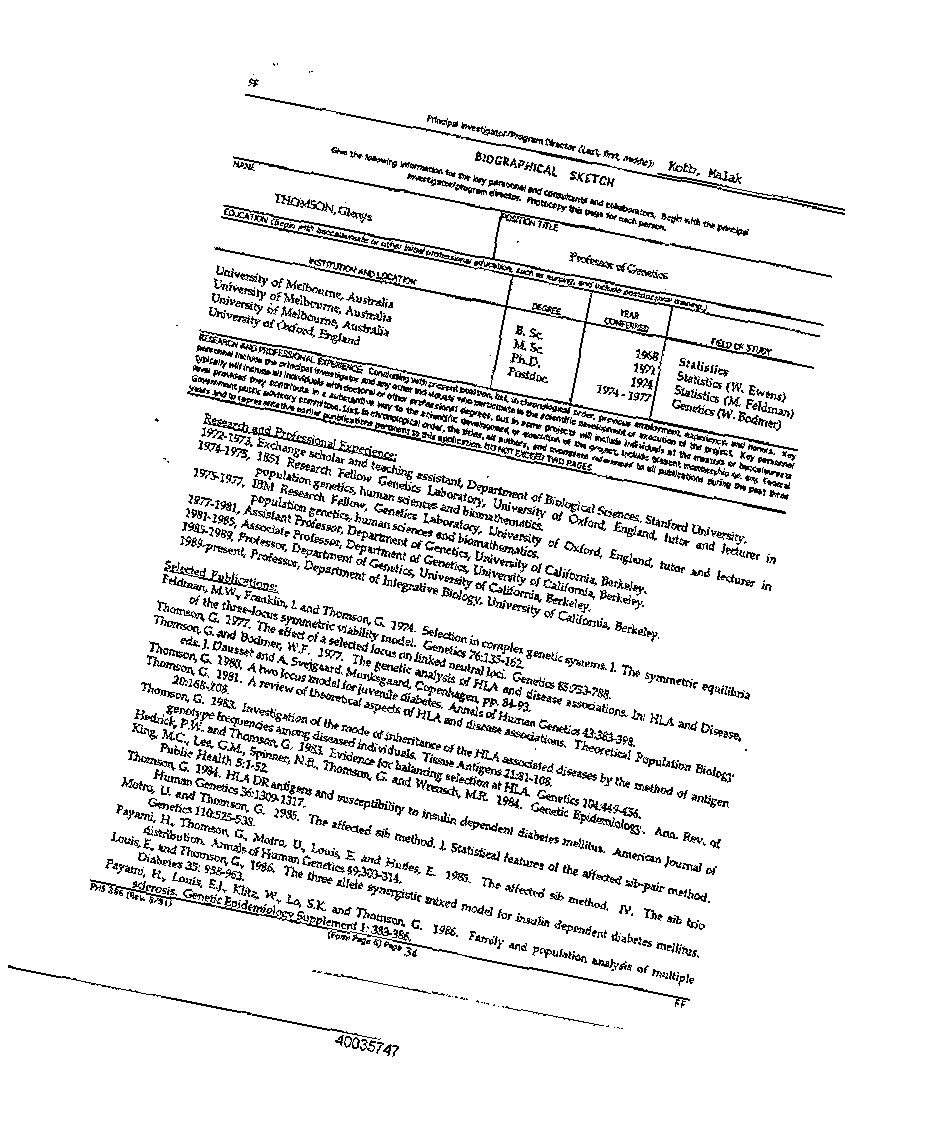 FF
Principal Investigator/Program Director (Last, first, middle): Kotb, Malak
BIOGRAPHICAL SKETCH
Give the following information for the key personnel and consultants and collaborators. Begin with the principal
investigator/program director. Photocopy this page for each person.
NAME
POSITION TITLE
THOMSON, Glenys
Professor of Genetics
EDUCATION (Begin with baccalaureate or other initial professional education, such as nursing, and include postdoctoral training.)
INSTITUTION AND LOCATION
DEGREE
YEAR
CONFERRED
FIELD OF STUDY
University of Melbourne, Australia B. Sc. 1968 Statistics
University of Melbourne, Australia M. Sc. 1971 Statistics (W. Ewens)
University of Melbourne, Australia Ph.D. 1974 Statistics (M. Feldman)
University of Oxford, England Postdoc. 1974 - 1977 Genetics (W. Bodmer)
RESEARCH AND PROFESSIONAL EXPERIENCE: Concluding with present position, list, in chronological order, previous employment, experience, and honors. Key
personnel include the principal investigator and any other individuals who participate in the scientific development or execution of the project. Key personnel
typically will include all individuals with doctoral or other professional degrees, but in some projects will include individuals at the masters or baccalaureate
level provided they contribute in a substantive way to the scientific development or execution of the project. Include present membership on any Federal
Government public advisory committee. List, in chronological order, the titles, all authors, and complete references to all publications during the past three
years and to representative earlier publications pertinent to this application. DO NOT EXCEED TWO PAGES.
Research and Professional Experience:
1972-1973, Exchange scholar and teaching assistant, Department of Biological Sciences, Stanford University.
1974-1975, 1851 Research Fellow Genetics Laboratory, University of Oxford, England, tutor and lecturer in
population genetics, human sciences and biomathematics.
1975-1977, IBM Research Fellow, Genetics Laboratory, University of Oxford, England, tutor and lecturer in
population genetics, human sciences and biomathematics.
1977-1981, Assistant Professor, Department of Genetics, University of California, Berkeley.
1981-1985, Associate Professor, Department of Genetics, University of California, Berkeley.
1985-1989, Professor, Department of Genetics, University of California, Berkeley.
1989-present, Professor, Department of Integrative Biology, University of California, Berkeley.
Selected Publications:
Feldman, M.W., Franklin, I. and Thomson, G. 1974. Selection in complex genetic systems. I. The symmetric equilibria
of the three-locus symmetric viability model. Genetics 76:135-162.
Thomson, G. 1977. The effect of a selected locus on linked neutral loci. Genetics 85:753-788.
Thomson, G. and Bodmer, W.F. 1977. The genetic analysis of HLA and disease associations. In: HLA and Disease,
eds. J. Dausset and A. Svejgaard. Munksgaard, Copenhagen, pp. 84-93.
Thomson, G. 1980. A two locus model for juvenile diabetes. Annals of Human Genetics 43:383-398.
Thomson, G. 1981. A review of theoretical aspects of HLA and disease associations. Theoretical Population Biology
20:168-208.
Thomson, G. 1983. Investigation of the mode of inheritance of the HLA associated diseases by the method of antigen
genotype frequencies among diseased individuals. Tissue Antigens 21:81-108.
Hedrick, P.W. and Thomson, G. 1983. Evidence for balancing selection at HLA. Genetics 104:449-456.
King, M.C., Lee, G.M., Spinner, N.B., Thomson, G. and Wrensch, M.R. 1984. Genetic Epidemiology. Ann. Rev. of
Public Health 5:1-52.
Thomson, G. 1984. HLA DR antigens and susceptibility to insulin dependent diabetes mellitus. American Journal of
Human Genetics 36:1309-1317.
Motro, U. and Thomson, G. 1985. The affected sib method. I. Statistical features of the affected sib-pair method.
Genetics 110:525-538.
Payami, H., Thomson, G., Motro, U., Louis, E. and Hudes, E. 1985. The affected sib method. IV. The sib trio
distribution. Annals of Human Genetics 49:303-314.
Louis, E. and Thomson, G., 1986. The three allele synergistic mixed model for insulin dependent diabetes mellitus.
Diabetes 35: 958-963.
Payami, H., Louis, E.J., Klitz, W., Lo, S.K. and Thomson, G. 1986. Family and population analysis of multiple
sclerosis. Genetic Epidemiology Supplement 1: 383-386.
PHS 398 (Rev. 9/91)
(Form Page 6) Page 34
FF
40035747